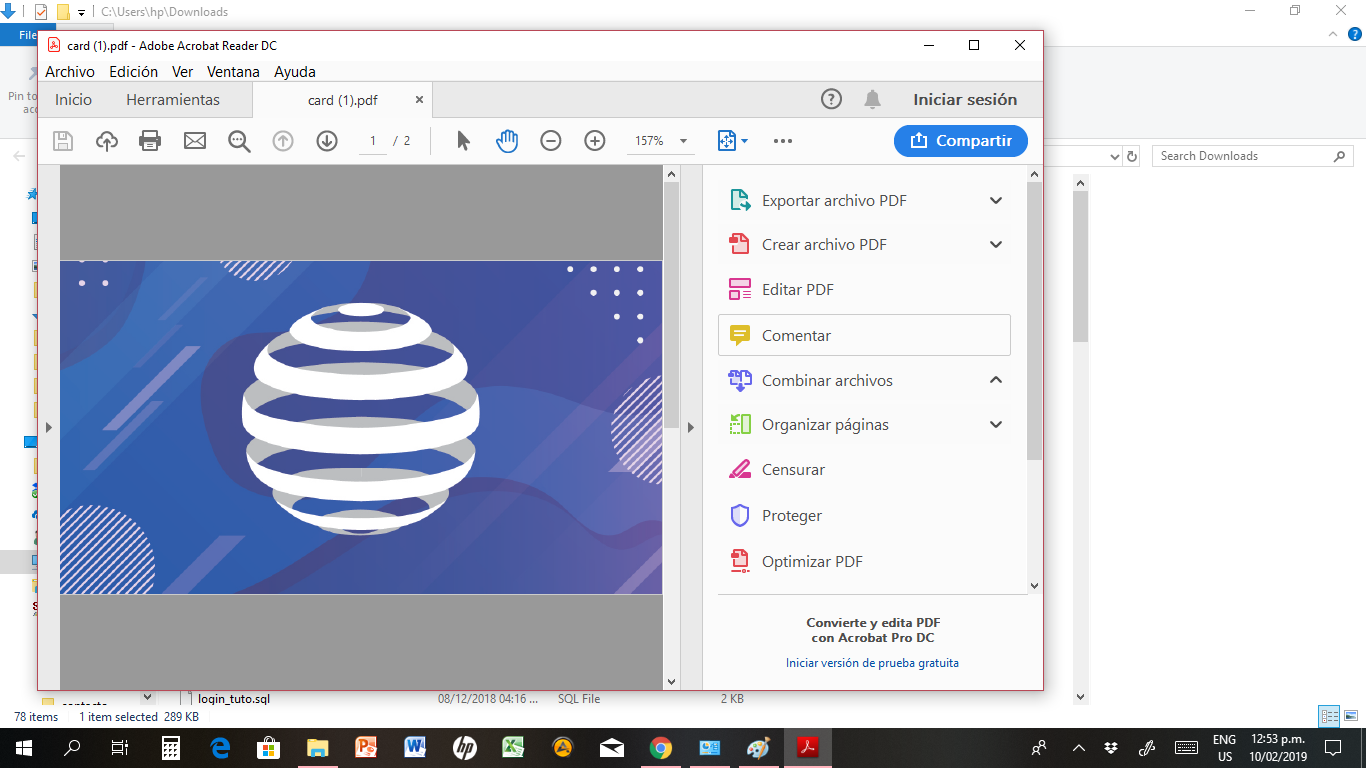 C:\Users\hp\Downloads
File
card (1).pdf - Adobe Acrobat Reader DC
Archivo Edición Ver Ventana Ayuda
Inicio Herramientas card (1).pdf × Iniciar sesión
1 / 2 157% Compartir
Search Downloads
Exportar archivo PDF
Crear archivo PDF
Editar PDF
Comentar
Combinar archivos
Organizar páginas
Censurar
Proteger
Optimizar PDF
Convierte y edita PDF
con Acrobat Pro DC
Iniciar versión de prueba gratuita
login_tuto.sql 08/12/2018 04:16 ... SQL File 2 KB
78 items 1 item selected 289 KB
ENG 12:53 p.m.
US 10/02/2019